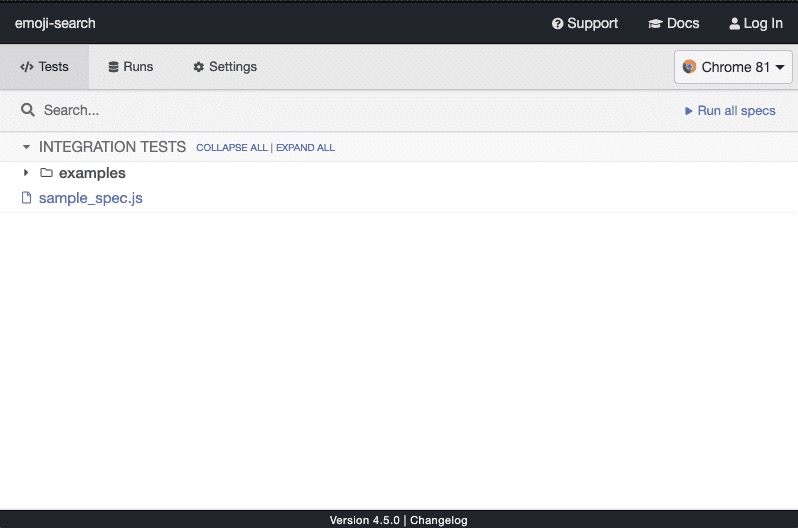 emoji-search Support Docs Log In
Tests Runs Settings Chrome 81
Search... Run all specs
INTEGRATION TESTS COLLAPSE ALL | EXPAND ALL
examples
sample_spec.js
Version 4.5.0 | Changelog